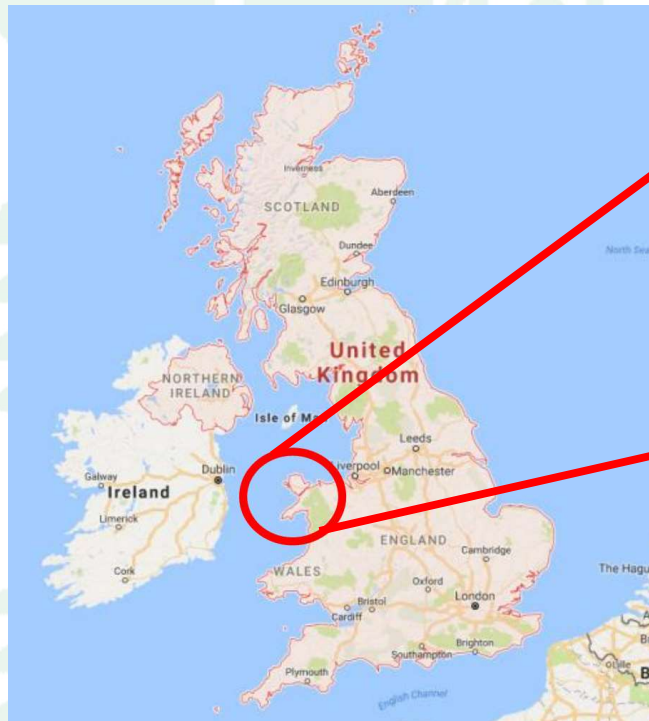 Inverness
Aberdeen
SCOTLAND
Dundee
North Sea
Edinburgh
Glasgow
United
Kingdom
NORTHERN
IRELAND
Isle of Man
Leeds
Dublin
Liverpool
Manchester
Galway
Ireland
Limerick
ENGLAND
Cambridge
Cork
WALES
The Hagu
Oxford
London
Bristol
Cardiff
Southampton
Brighton
Plymouth
English Channel
B